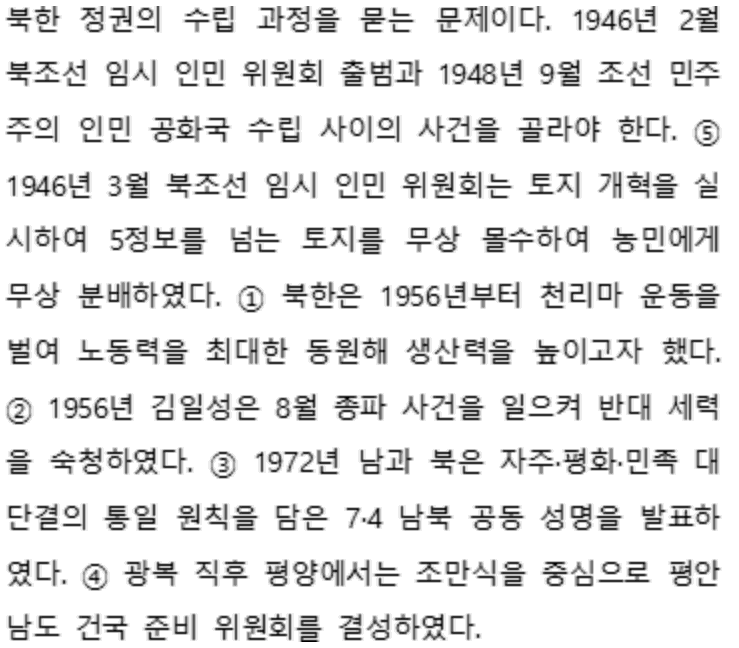 북한 정권의 수립 과정을 묻는 문제이다. 1946년 2월
북조선 임시 인민 위원회 출범과 1948년 9월 조선 민주
주의 인민 공화국 수립 사이의 사건을 골라야 한다. ⑤
1946년 3월 북조선 임시 인민 위원회는 토지 개혁을 실
시하여 5정보를 넘는 토지를 무상 몰수하여 농민에게
무상 분배하였다. ① 북한은 1956년부터 천리마 운동을
벌여 노동력을 최대한 동원해 생산력을 높이고자 했다.
② 1956년 김일성은 8월 종파 사건을 일으켜 반대 세력
을 숙청하였다. ③ 1972년 남과 북은 자주·평화·민족 대
단결의 통일 원칙을 담은 7·4 남북 공동 성명을 발표하
였다. ④ 광복 직후 평양에서는 조만식을 중심으로 평안
남도 건국 준비 위원회를 결성하였다.